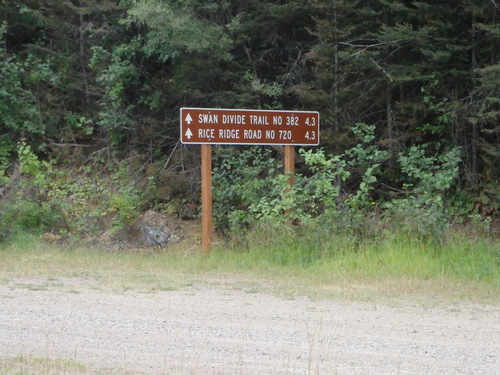 SWAN DIVIDE TRAIL NO 382 4.3
RICE RIDGE ROAD NO 720 4.3